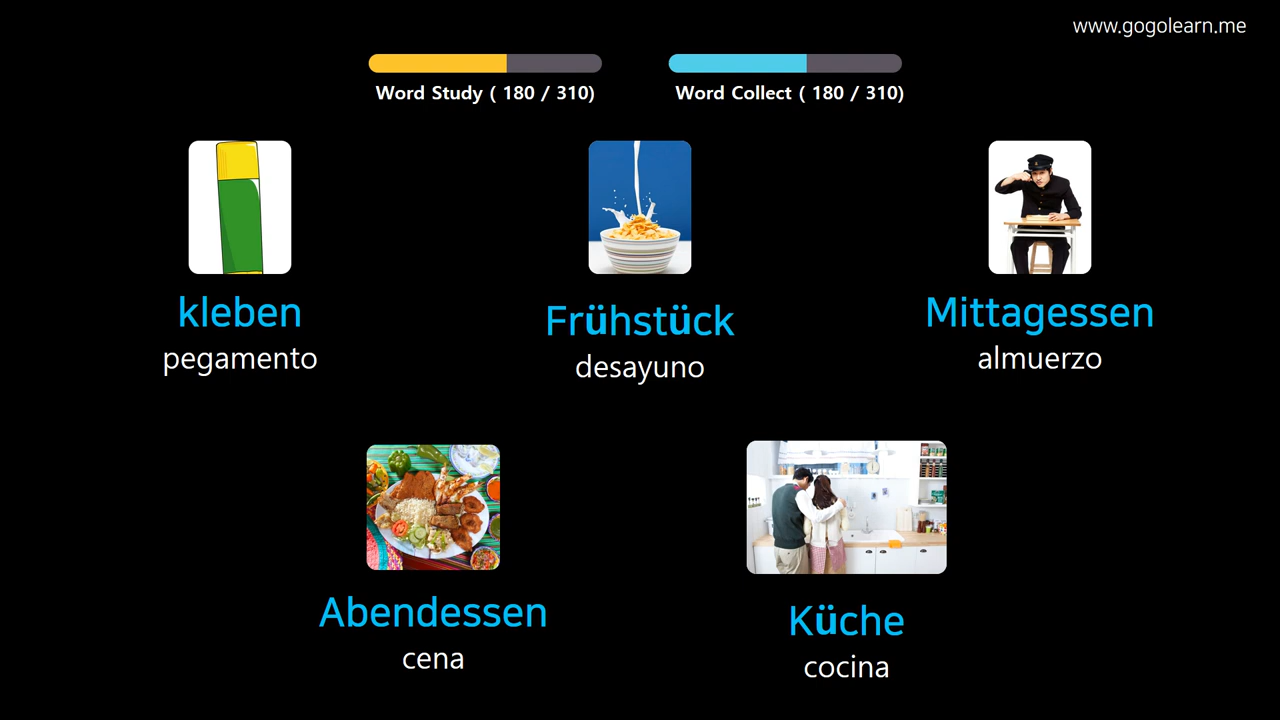 www.gogolearn.me
Word Study ( 180 / 310)
Word Collect ( 180 / 310)
kleben
pegamento
Frühstück
desayuno
Mittagessen
almuerzo
Abendessen
cena
Küche
cocina